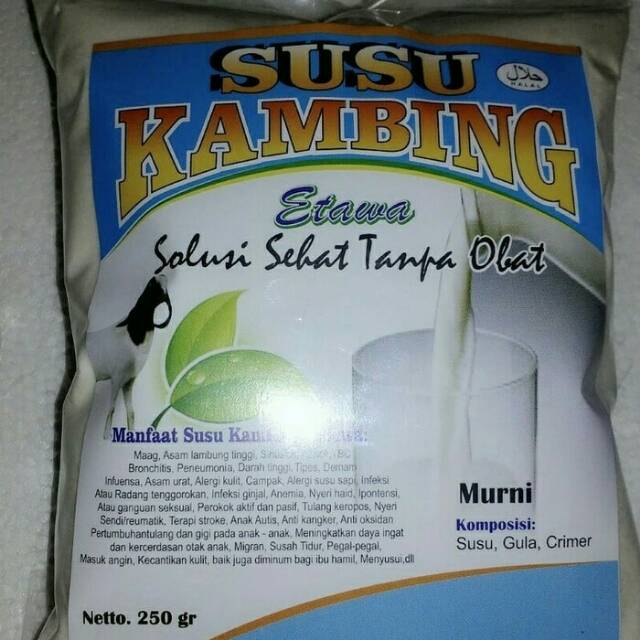 SUSU
KAMBING
حلال
HALAL
Etawa
Solusi Sehat Tanpa Obat
Manfaat Susu
Maag, Asam lambung tinggi,
Bronchitis, Peneumonia, Darah tinggi, Tipes, Demam
Infuensa, Asam urat, Alergi kulit, Campak, Alergi susu sapi, Infeksi
Atau Radang tenggorokan, Infeksi ginjal, Anemia, Nyeri haid, Ipontensi,
Atau ganguan seksual, Perokok aktif dan pasif, Tulang keropos, Nyeri
Sendi/reumatik, Terapi stroke, Anak Autis, Anti kangker, Anti oksidan
Pertumbuhantulang dan gigi pada anak - anak, Meningkatkan daya ingat
dan kercerdasan otak anak, Migran, Susah Tidur, Pegal-pegal,
Masuk angin, Kecantikan kulit, baik juga diminum bagi ibu hamil, Menyusui,dll
Murni
Komposisi:
Susu, Gula, Crimer
Netto. 250 gr